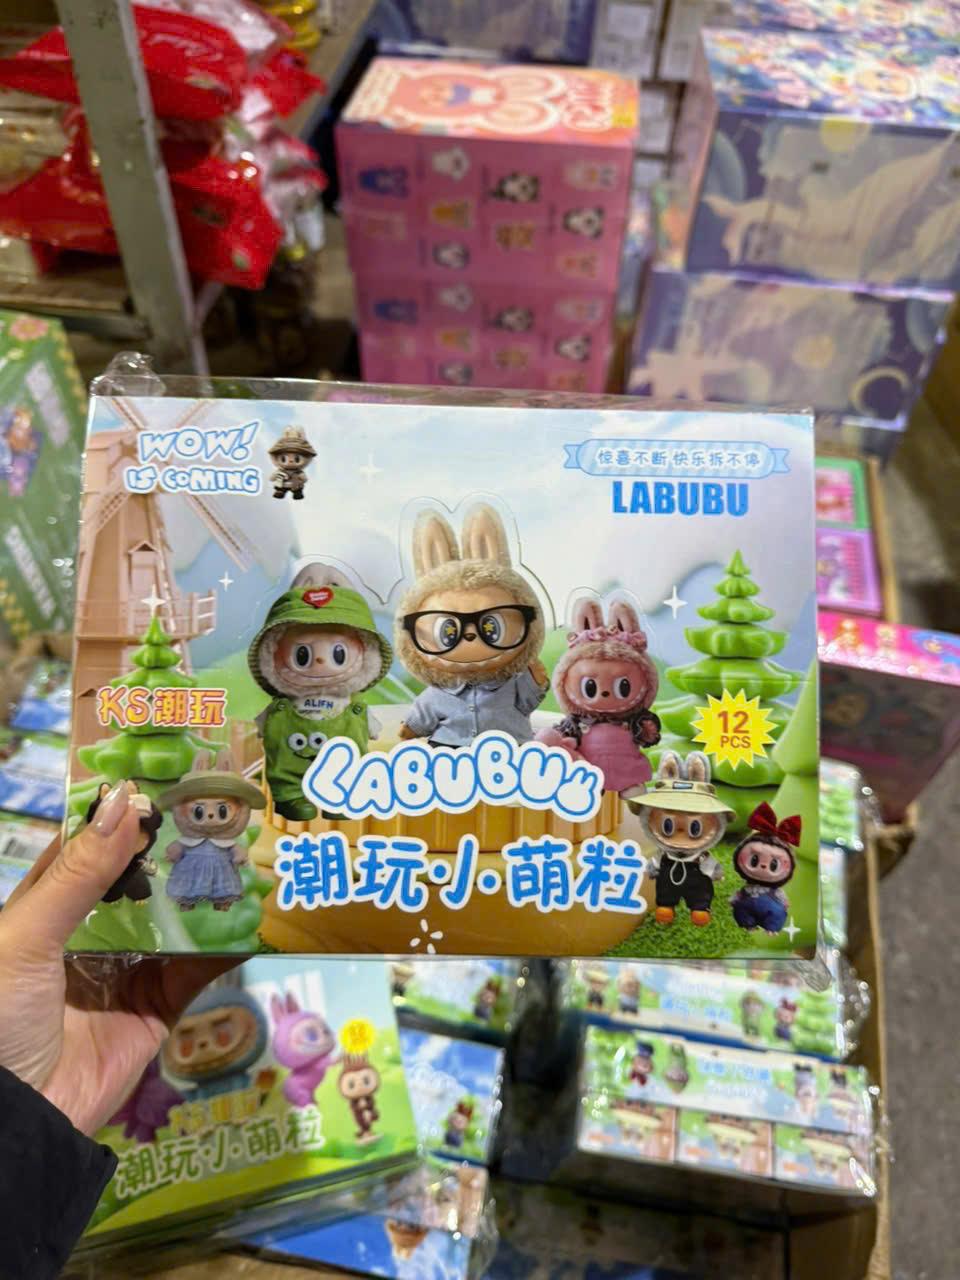 WOW!
IS COMING
惊喜不断 快乐拆不停
LABUBU
ALIEN
KS潮玩
12
PCS
LABUBU
潮玩·小·萌粒
潮玩·小·萌粒